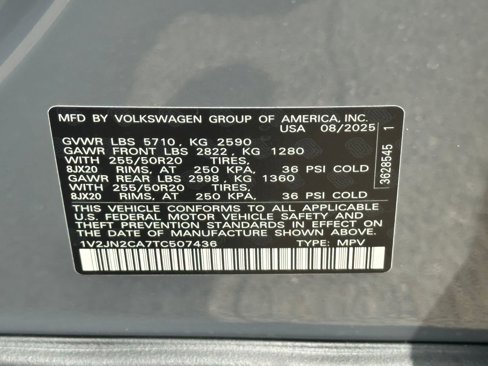 MFD BY VOLKSWAGEN GROUP OF AMERICA, INC.
USA 08/2025
GVWR LBS 5710, KG 2590
GAWR FRONT LBS 2822, KG 1280
WITH 255/50R20 TIRES,
8JX20 RIMS, AT 250 KPA, 36 PSI COLD
GAWR REAR LBS 2998, KG 1360
WITH 255/50R20 TIRES,
8JX20 RIMS, AT 250 KPA, 36 PSI COLD
THIS VEHICLE CONFORMS TO ALL APPLICABLE
U.S. FEDERAL MOTOR VEHICLE SAFETY AND
THEFT PREVENTION STANDARDS IN EFFECT ON
THE DATE OF MANUFACTURE SHOWN ABOVE.
1V2JN2CA7TC507436 TYPE: MPV
3628545 1